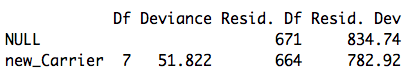 Df Deviance Resid. Df Resid. Dev
NULL 671 834.74
new_Carrier 7 51.822 664 782.92